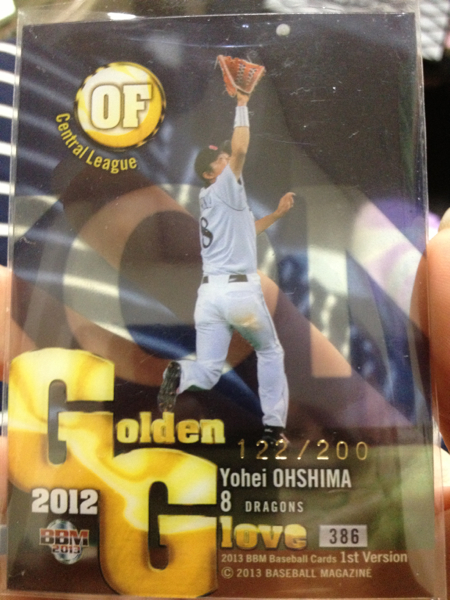 OF
Central League
8
Golden
122/200
Yohei OHSHIMA
2012
8 DRAGONS
Glove
386
BBM
2013
2013 BBM Baseball Cards 1st Version
© 2013 BASEBALL MAGAZINE